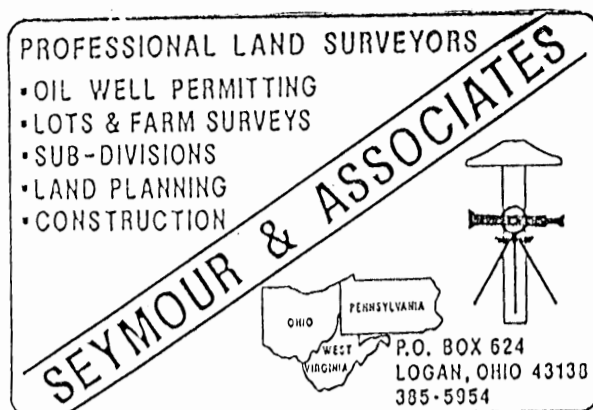 PROFESSIONAL LAND SURVEYORS
•OIL WELL PERMITTING
•LOTS & FARM SURVEYS
•SUB-DIVISIONS
•LAND PLANNING
•CONSTRUCTION
SEYMOUR & ASSOCIATES
OHIO
PENNSYLVANIA
WEST
VIRGINIA
P.O. BOX 624
LOGAN, OHIO 43138
385-5954